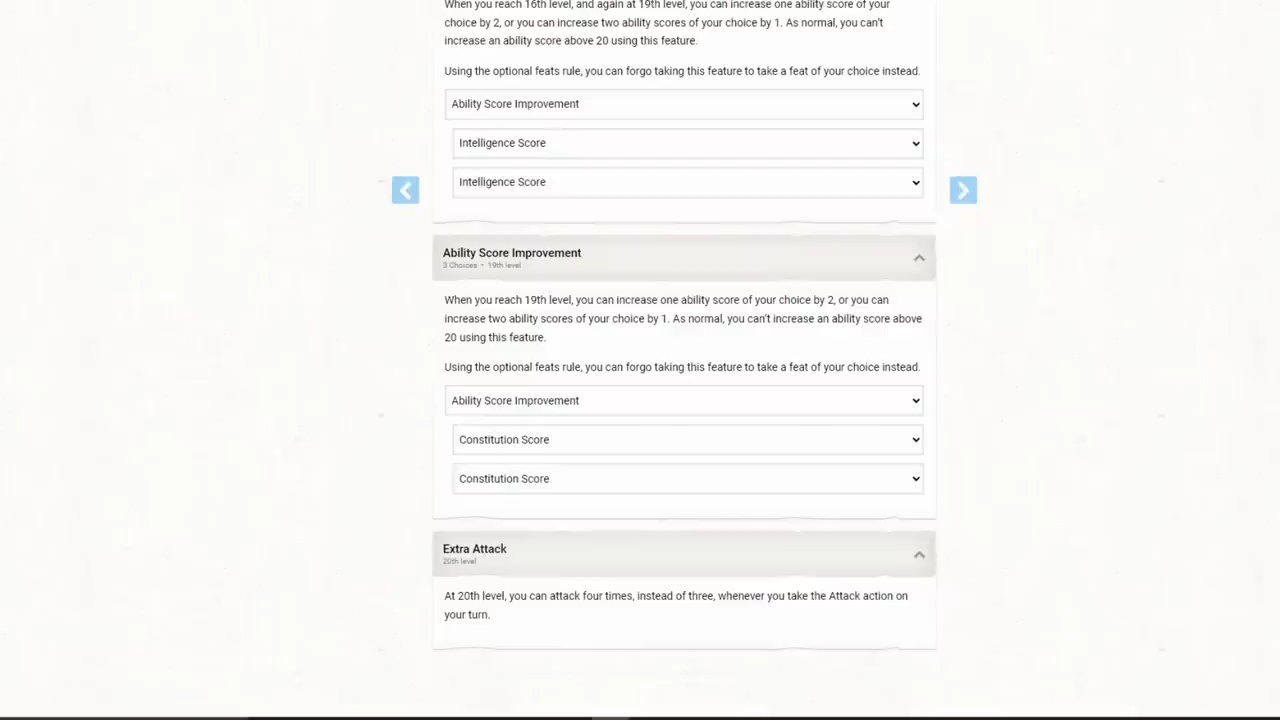 When you reach 16th level, and again at 19th level, you can increase one ability score of your
choice by 2, or you can increase two ability scores of your choice by 1. As normal, you can't
increase an ability score above 20 using this feature.
Using the optional feats rule, you can forgo taking this feature to take a feat of your choice instead.
Ability Score Improvement
Intelligence Score
Intelligence Score
Ability Score Improvement
3 Choices • 19th level
When you reach 19th level, you can increase one ability score of your choice by 2, or you can
increase two ability scores of your choice by 1. As normal, you can't increase an ability score above
20 using this feature.
Using the optional feats rule, you can forgo taking this feature to take a feat of your choice instead.
Ability Score Improvement
Constitution Score
Constitution Score
Extra Attack
20th level
At 20th level, you can attack four times, instead of three, whenever you take the Attack action on
your turn.